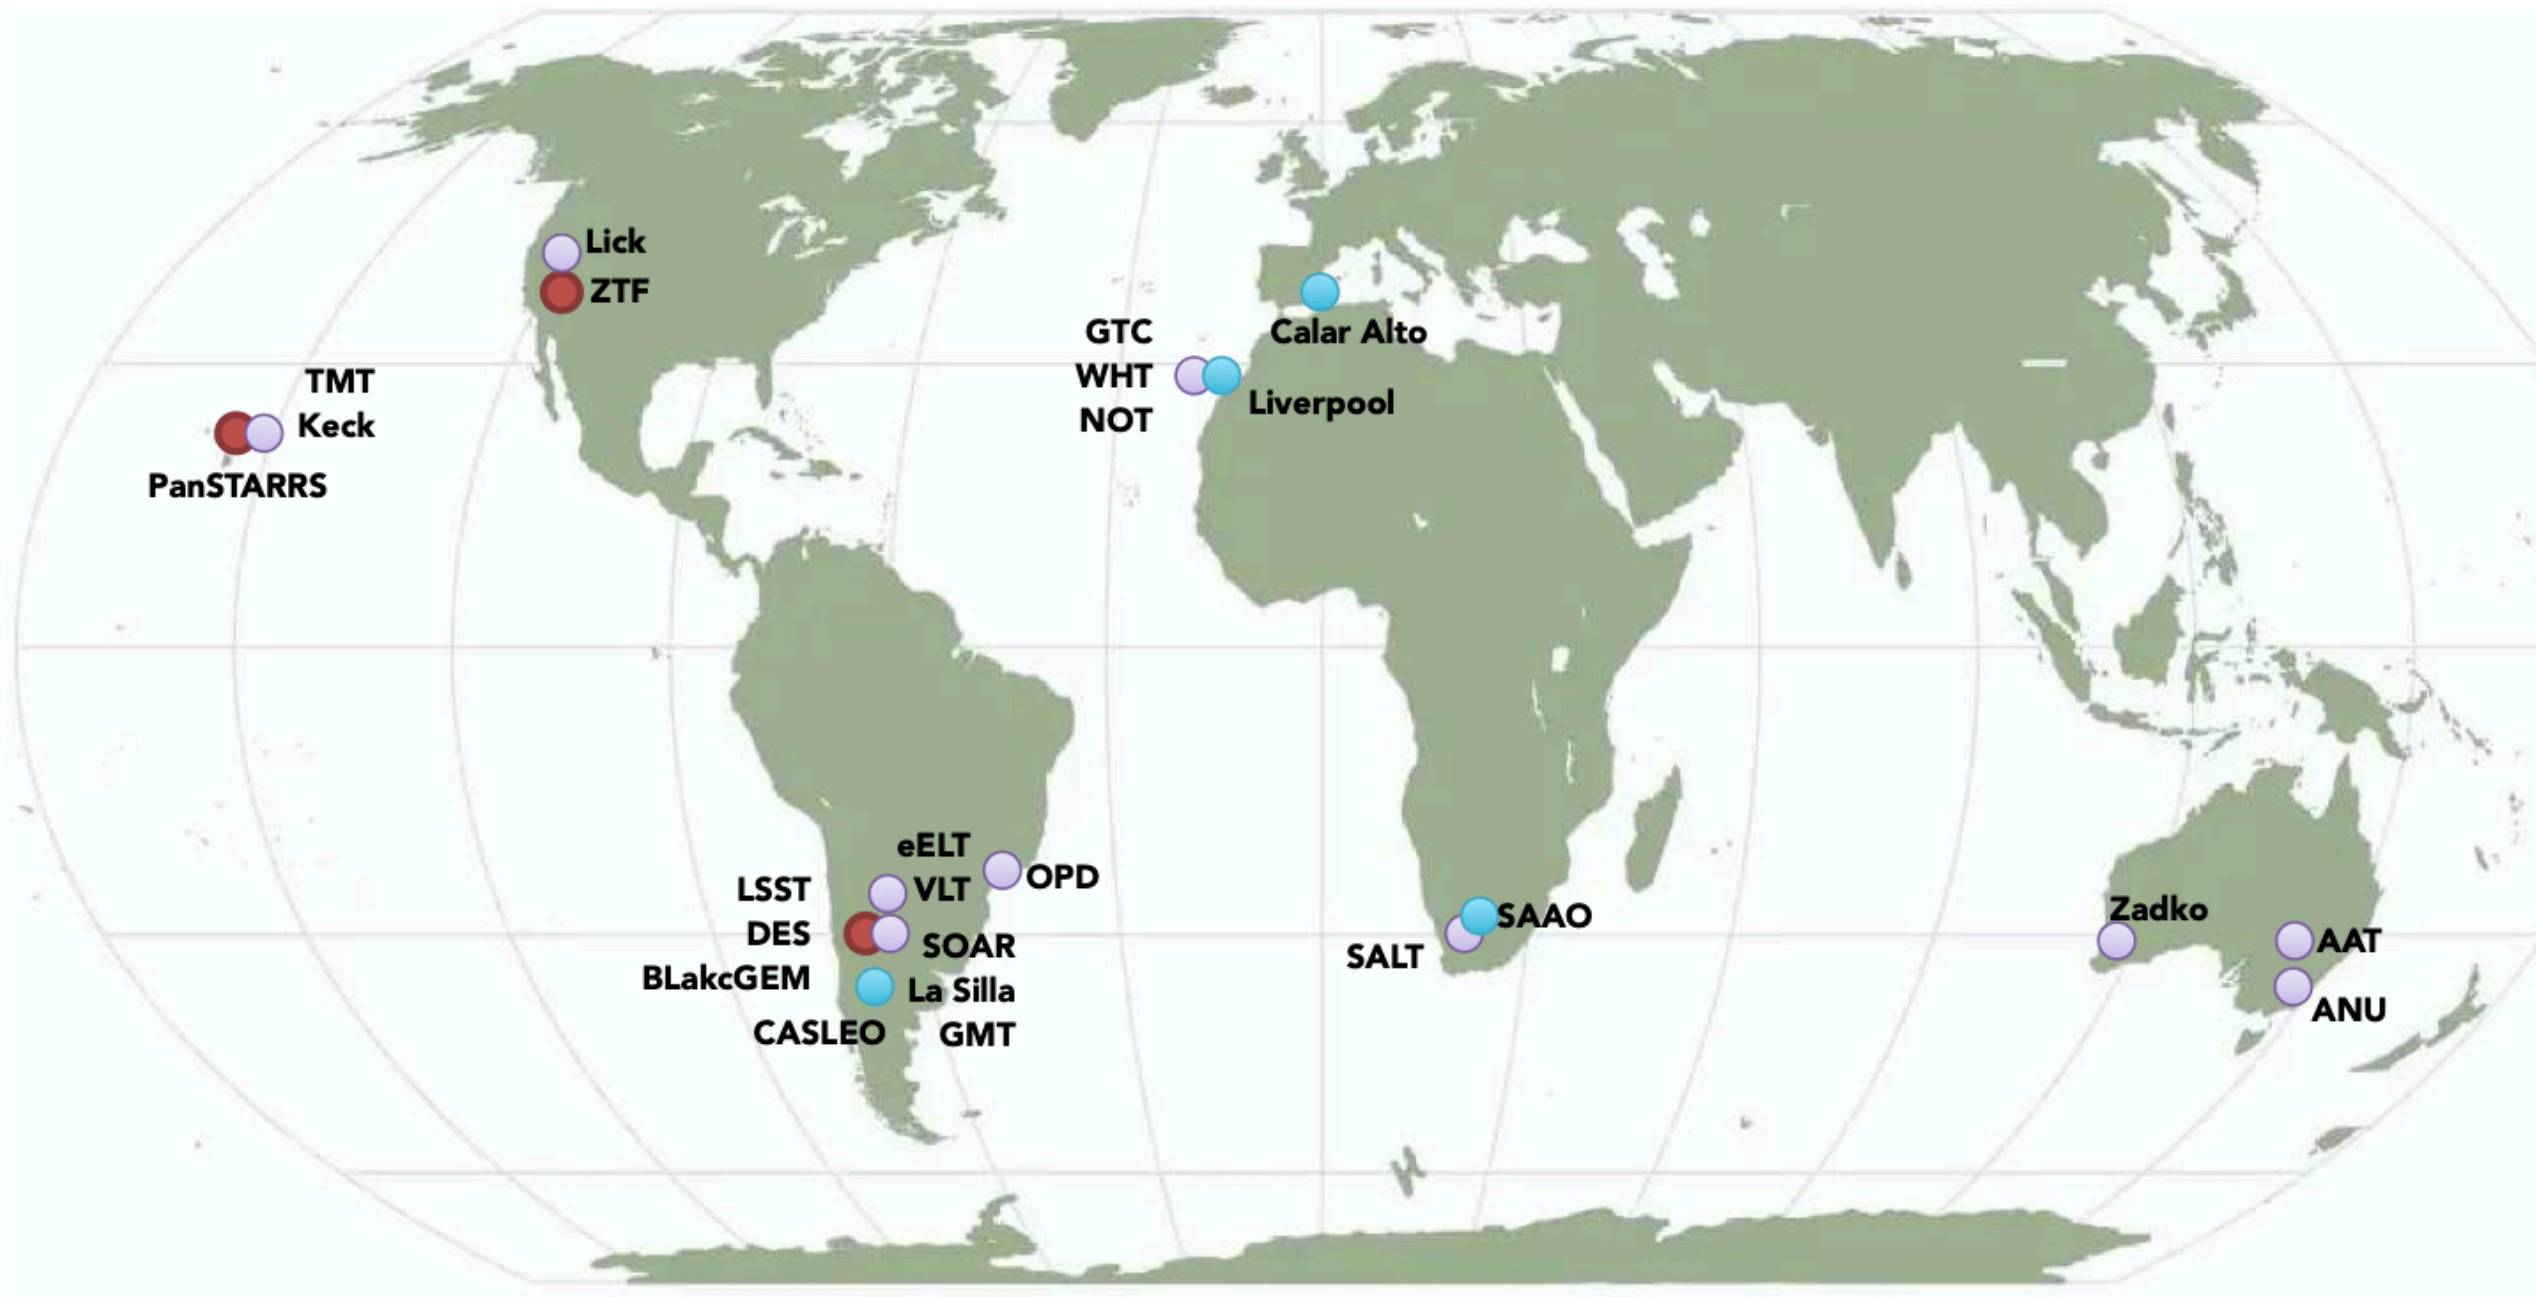 Lick
ZTF
TMT
Keck
PanSTARRS
GTC
WHT
NOT
Calar Alto
Liverpool
eELT
VLT
OPD
LSST
DES
BLakcGEM
SOAR
La Silla
GMT
CASLEO
SAAO
SALT
Zadko
AAT
ANU